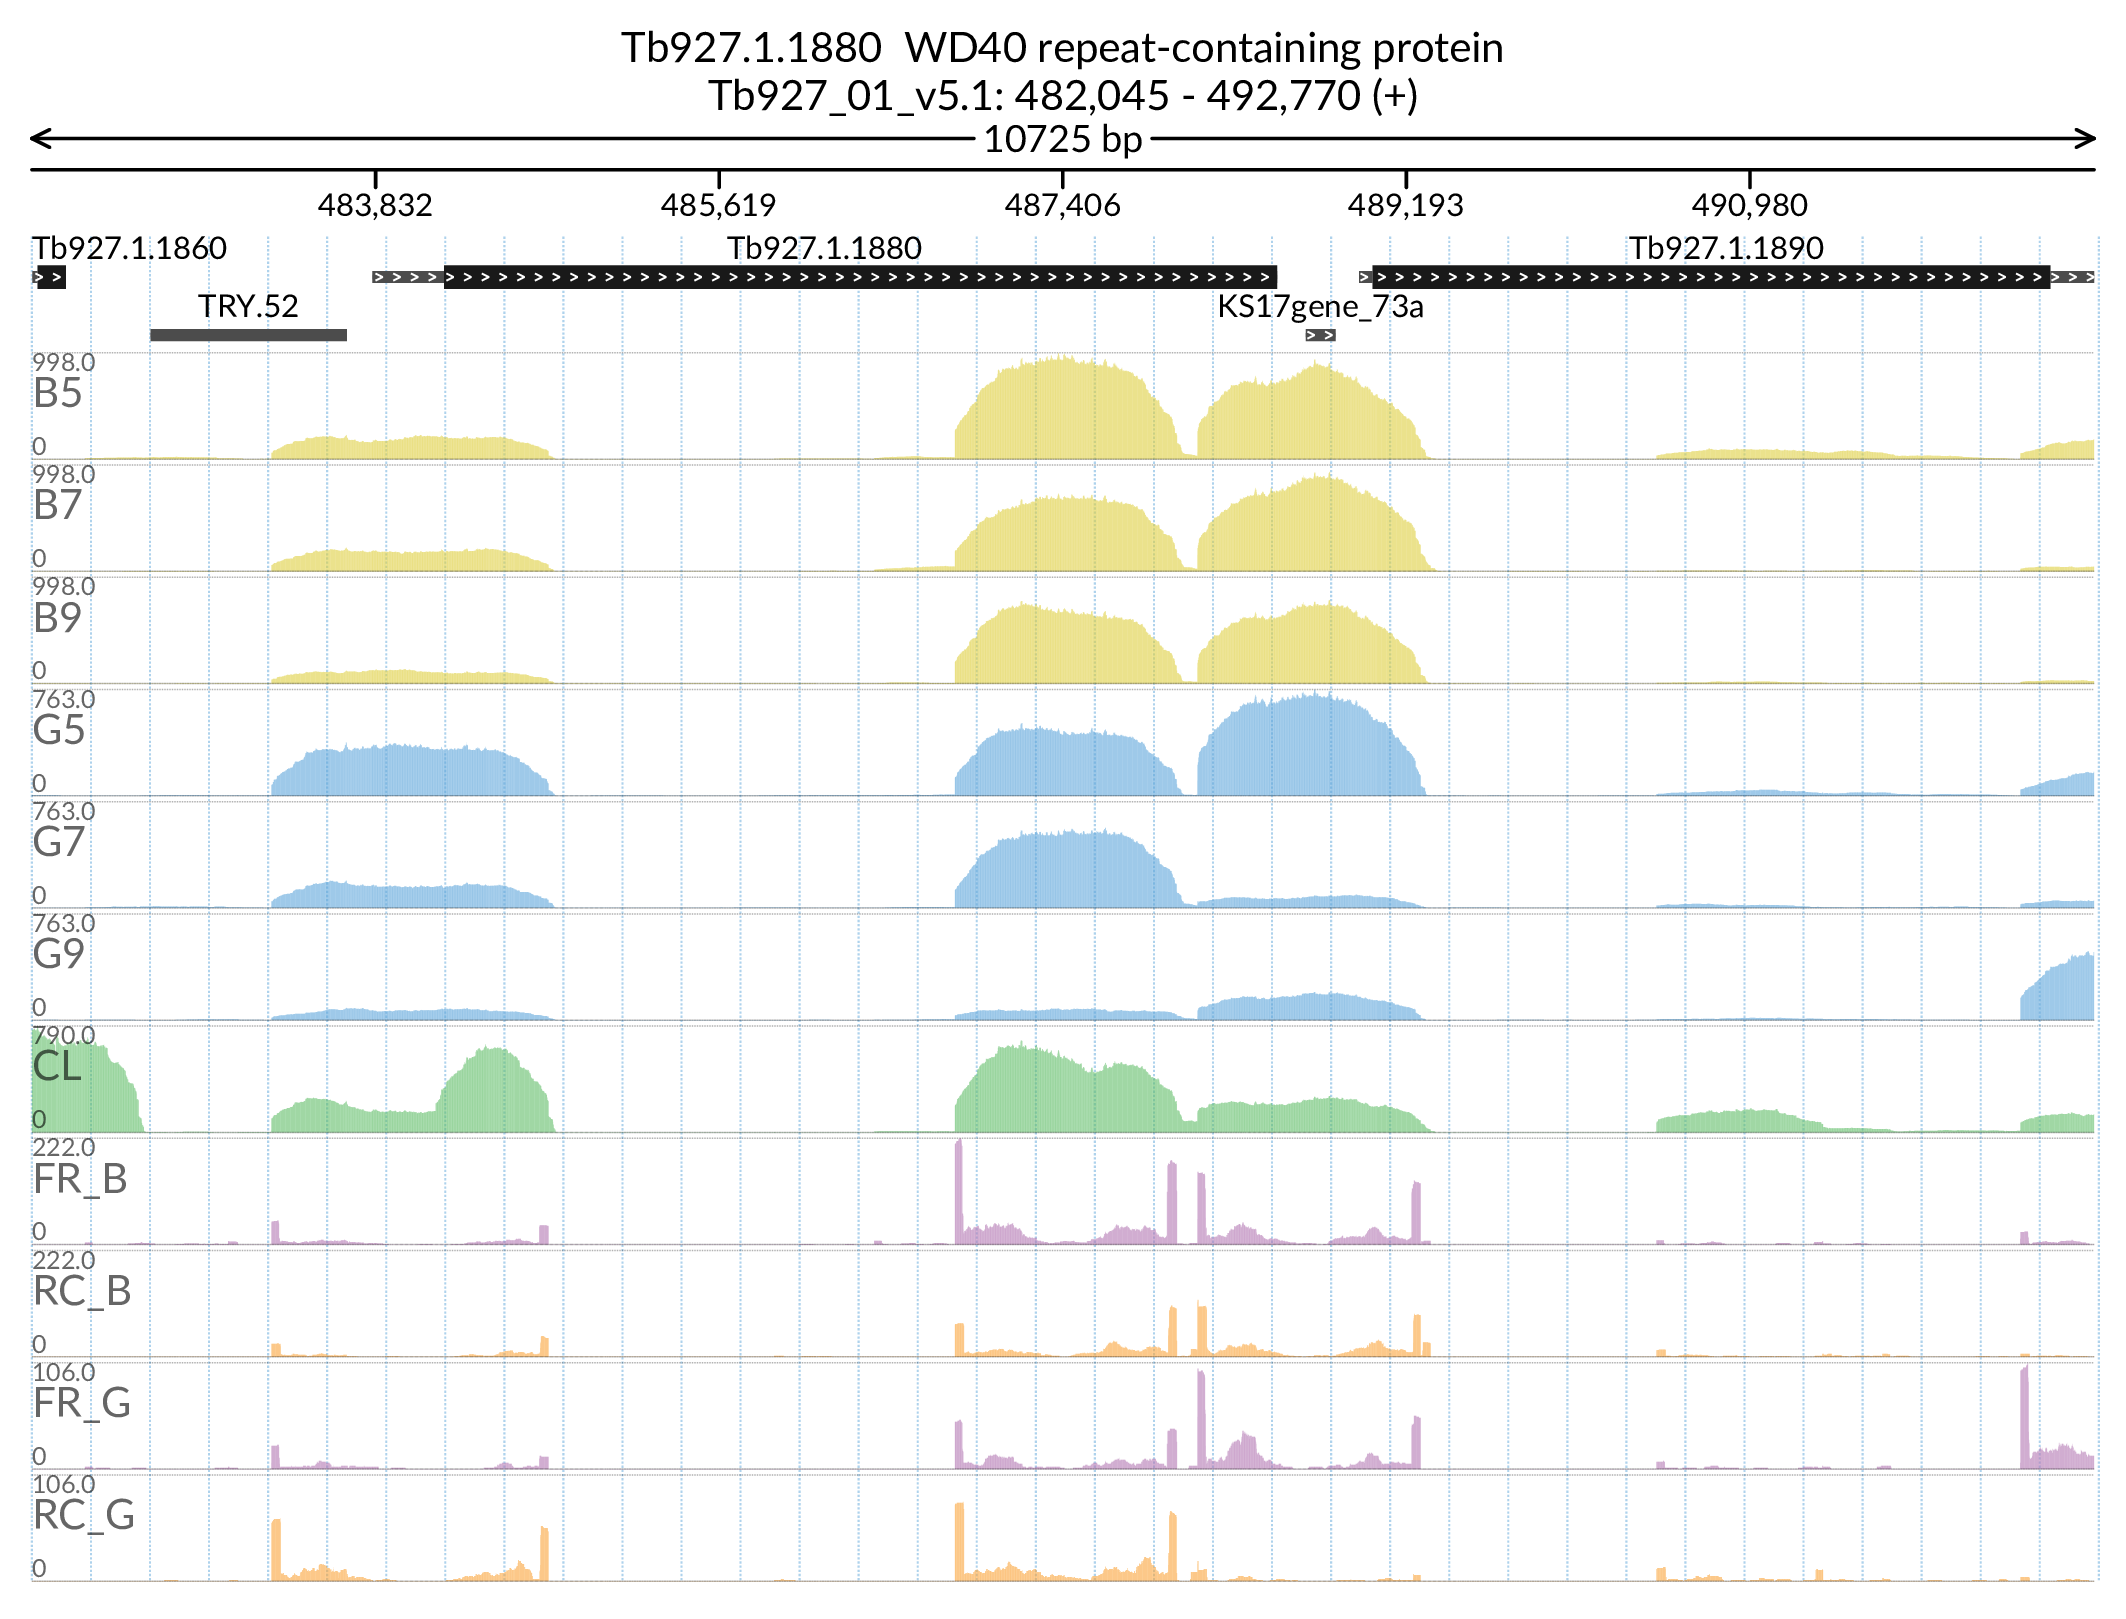 Tb927.1.1880  WD40 repeat-containing protein
Tb927_01_v5.1: 482,045 - 492,770 (+)
10725 bp
483,832 485,619 487,406 489,193 490,980
Tb927.1.1860 Tb927.1.1880 Tb927.1.1890
TRY.52 KS17gene_73a
998.0
B5
0
998.0
B7
0
998.0
B9
0
763.0
G5
0
763.0
G7
0
763.0
G9
0
790.0
CL
0
222.0
FR_B
0
222.0
RC_B
0
106.0
FR_G
0
106.0
RC_G
0